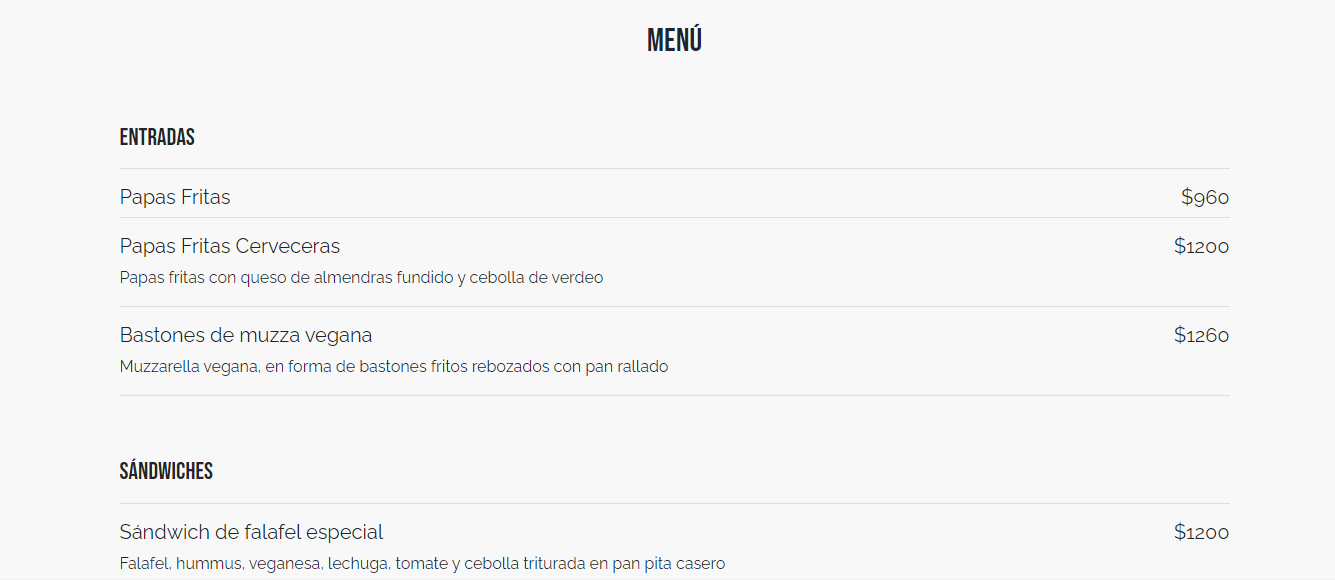 MENÚ
ENTRADAS
Papas Fritas $960
Papas Fritas Cerveceras $1200
Papas fritas con queso de almendras fundido y cebolla de verdeo
Bastones de muzza vegana $1260
Muzzarella vegana, en forma de bastones fritos rebozados con pan rallado
SÁNDWICHES
Sándwich de falafel especial $1200
Falafel, hummus, veganesa, lechuga, tomate y cebolla triturada en pan pita casero